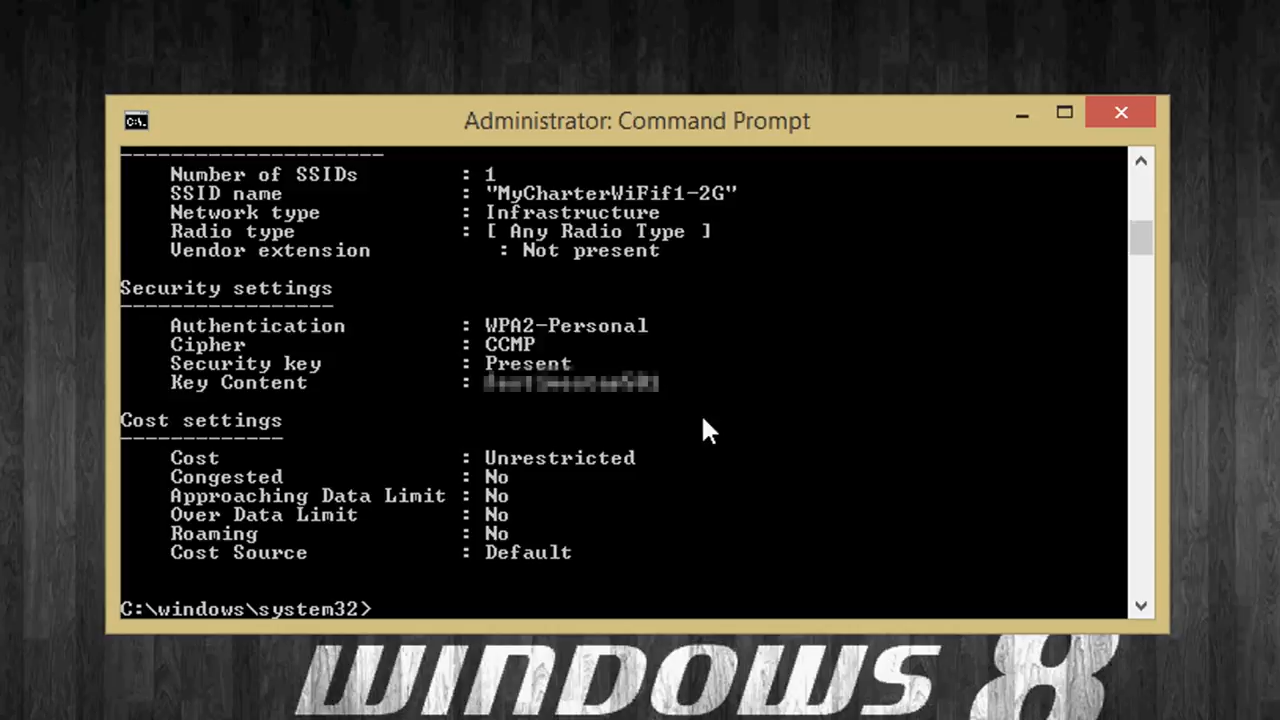 Administrator: Command Prompt
--------------------
Number of SSIDs : 1
SSID name : "MyCharterWiFif1-2G"
Network type : Infrastructure
Radio type : [ Any Radio Type ]
Vendor extension : Not present
Security settings
-----------------
Authentication : WPA2-Personal
Cipher : CCMP
Security key : Present
Key Content :
Cost settings
-------------
Cost : Unrestricted
Congested : No
Approaching Data Limit : No
Over Data Limit : No
Roaming : No
Cost Source : Default
C:\windows\system32>
WINDOWS 8